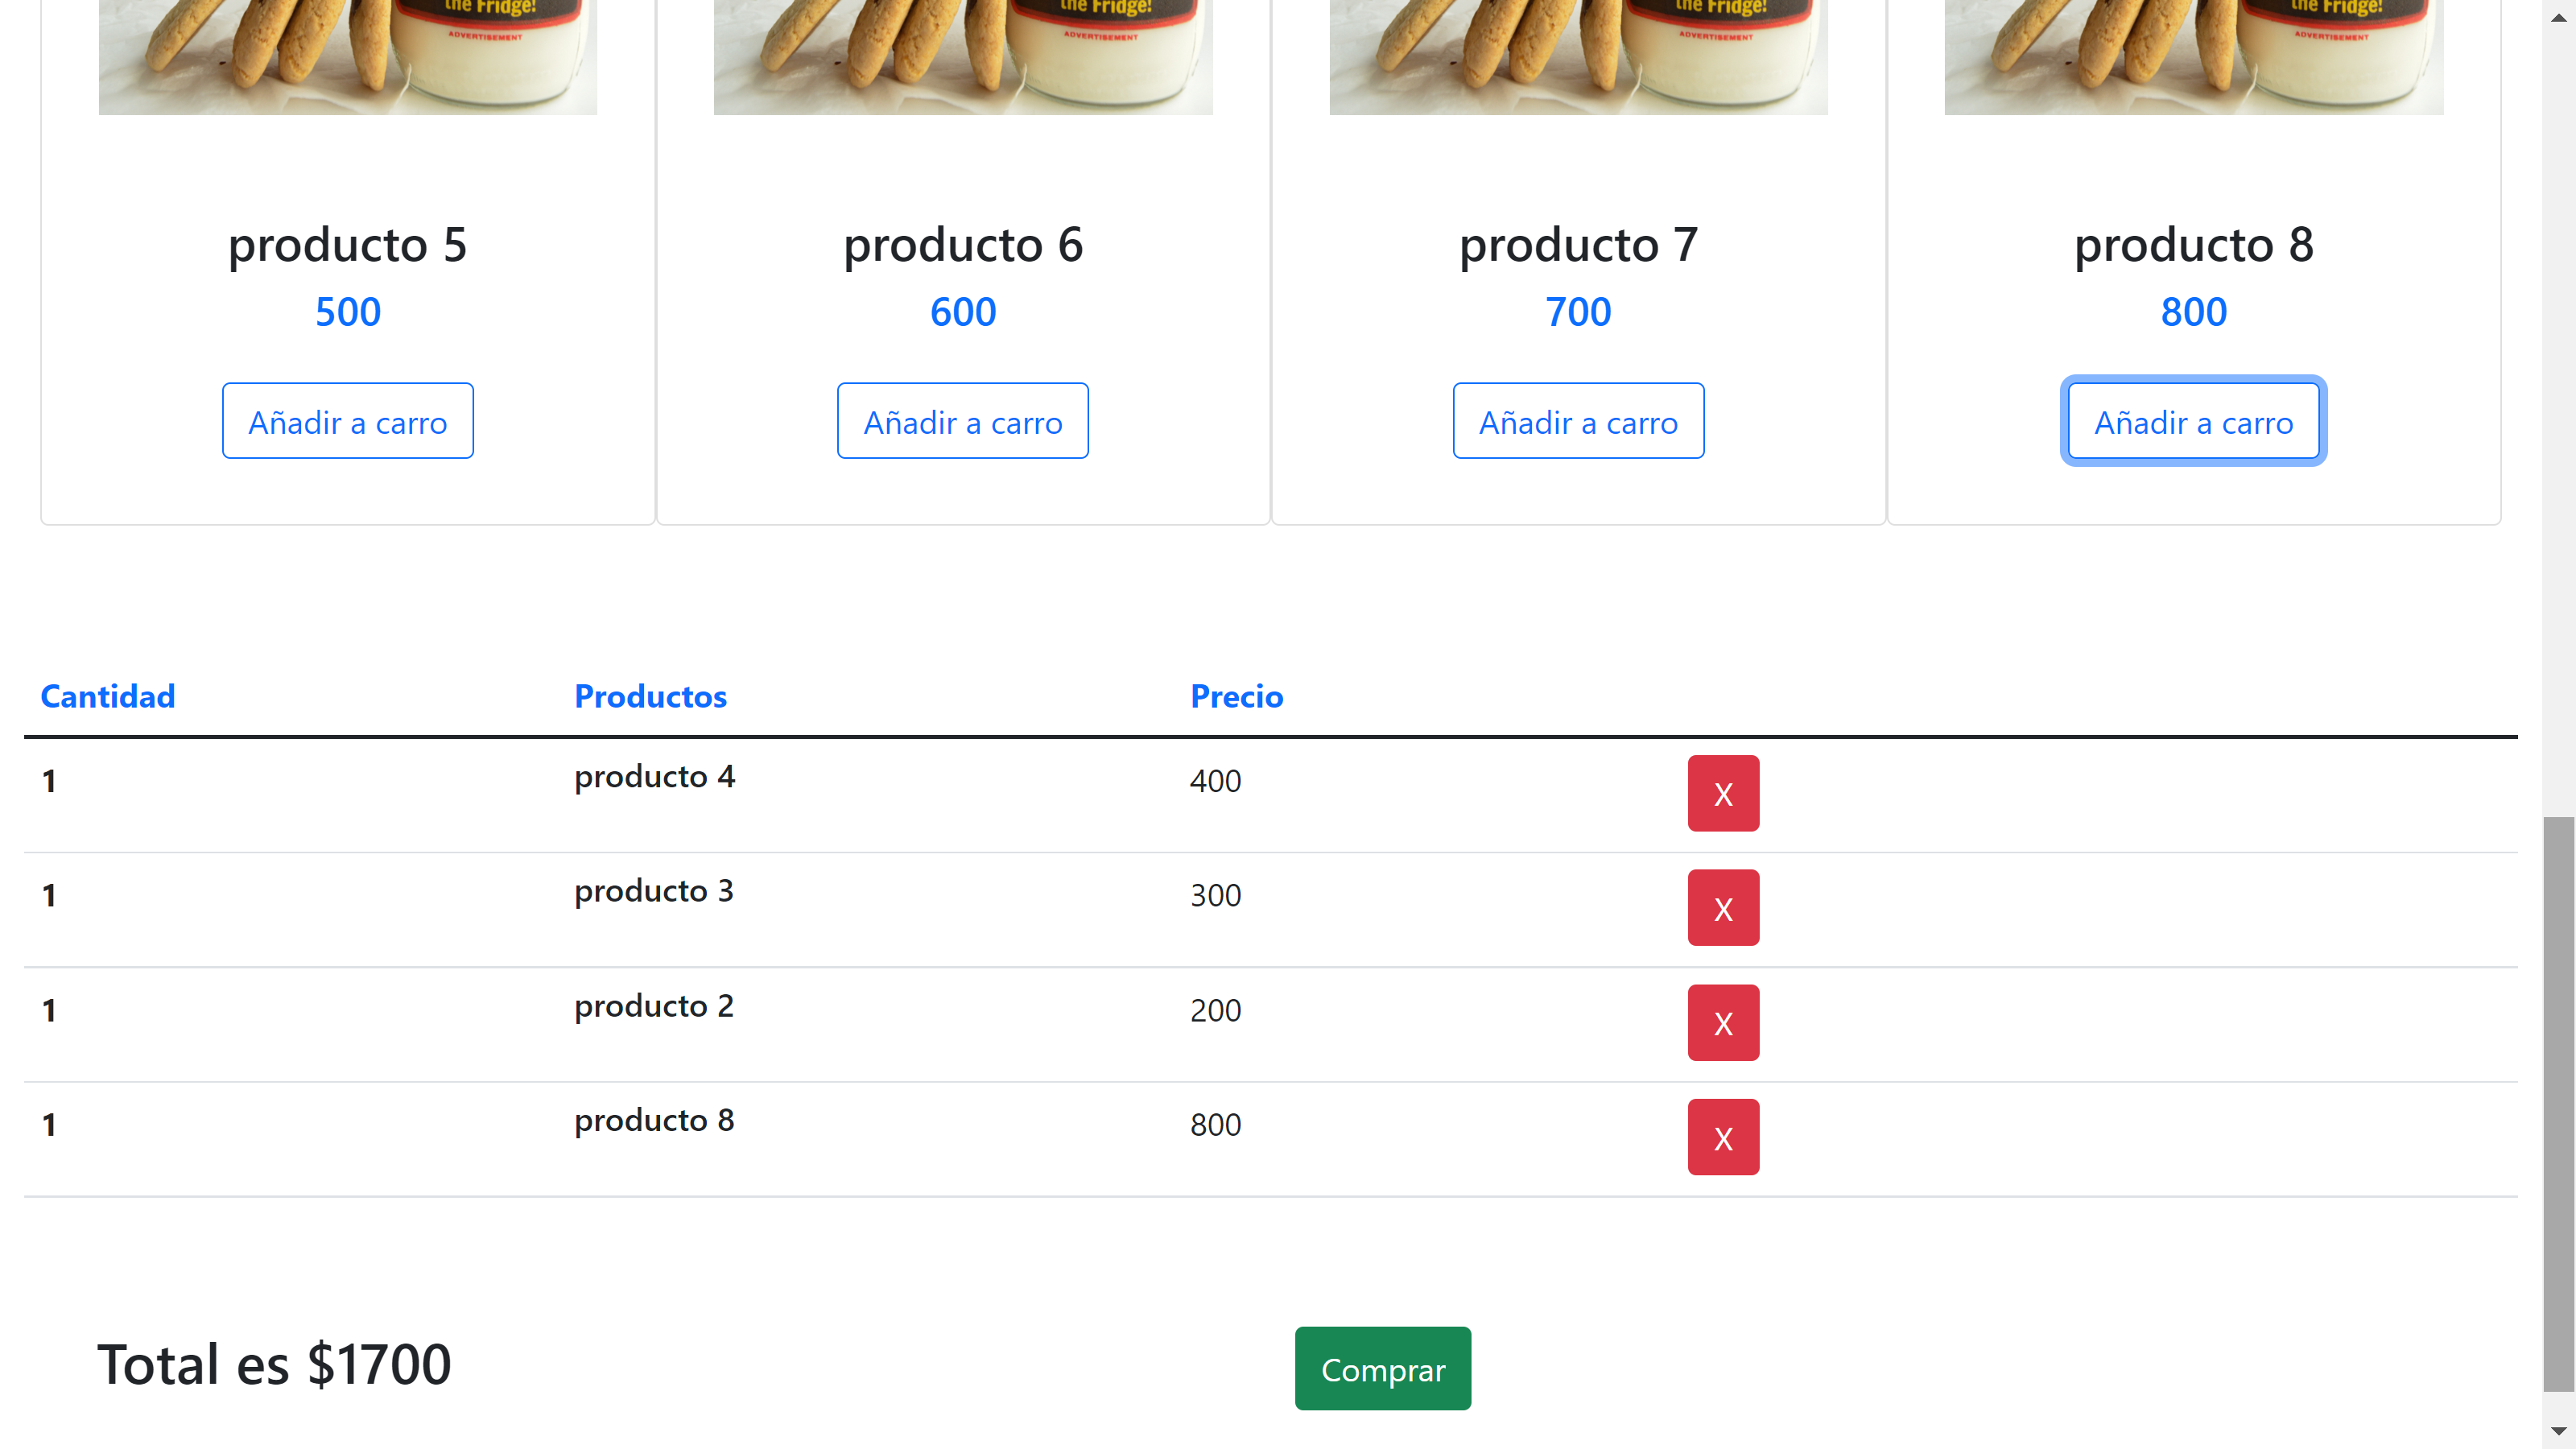 the Fridge! the Fridge! the Fridge! the Fridge!
ADVERTISEMENT ADVERTISEMENT ADVERTISEMENT ADVERTISEMENT
producto 5 producto 6 producto 7 producto 8
500 600 700 800
Añadir a carro Añadir a carro Añadir a carro Añadir a carro
Cantidad Productos Precio
1 producto 4 400 X
1 producto 3 300 X
1 producto 2 200 X
1 producto 8 800 X
Total es $1700 Comprar